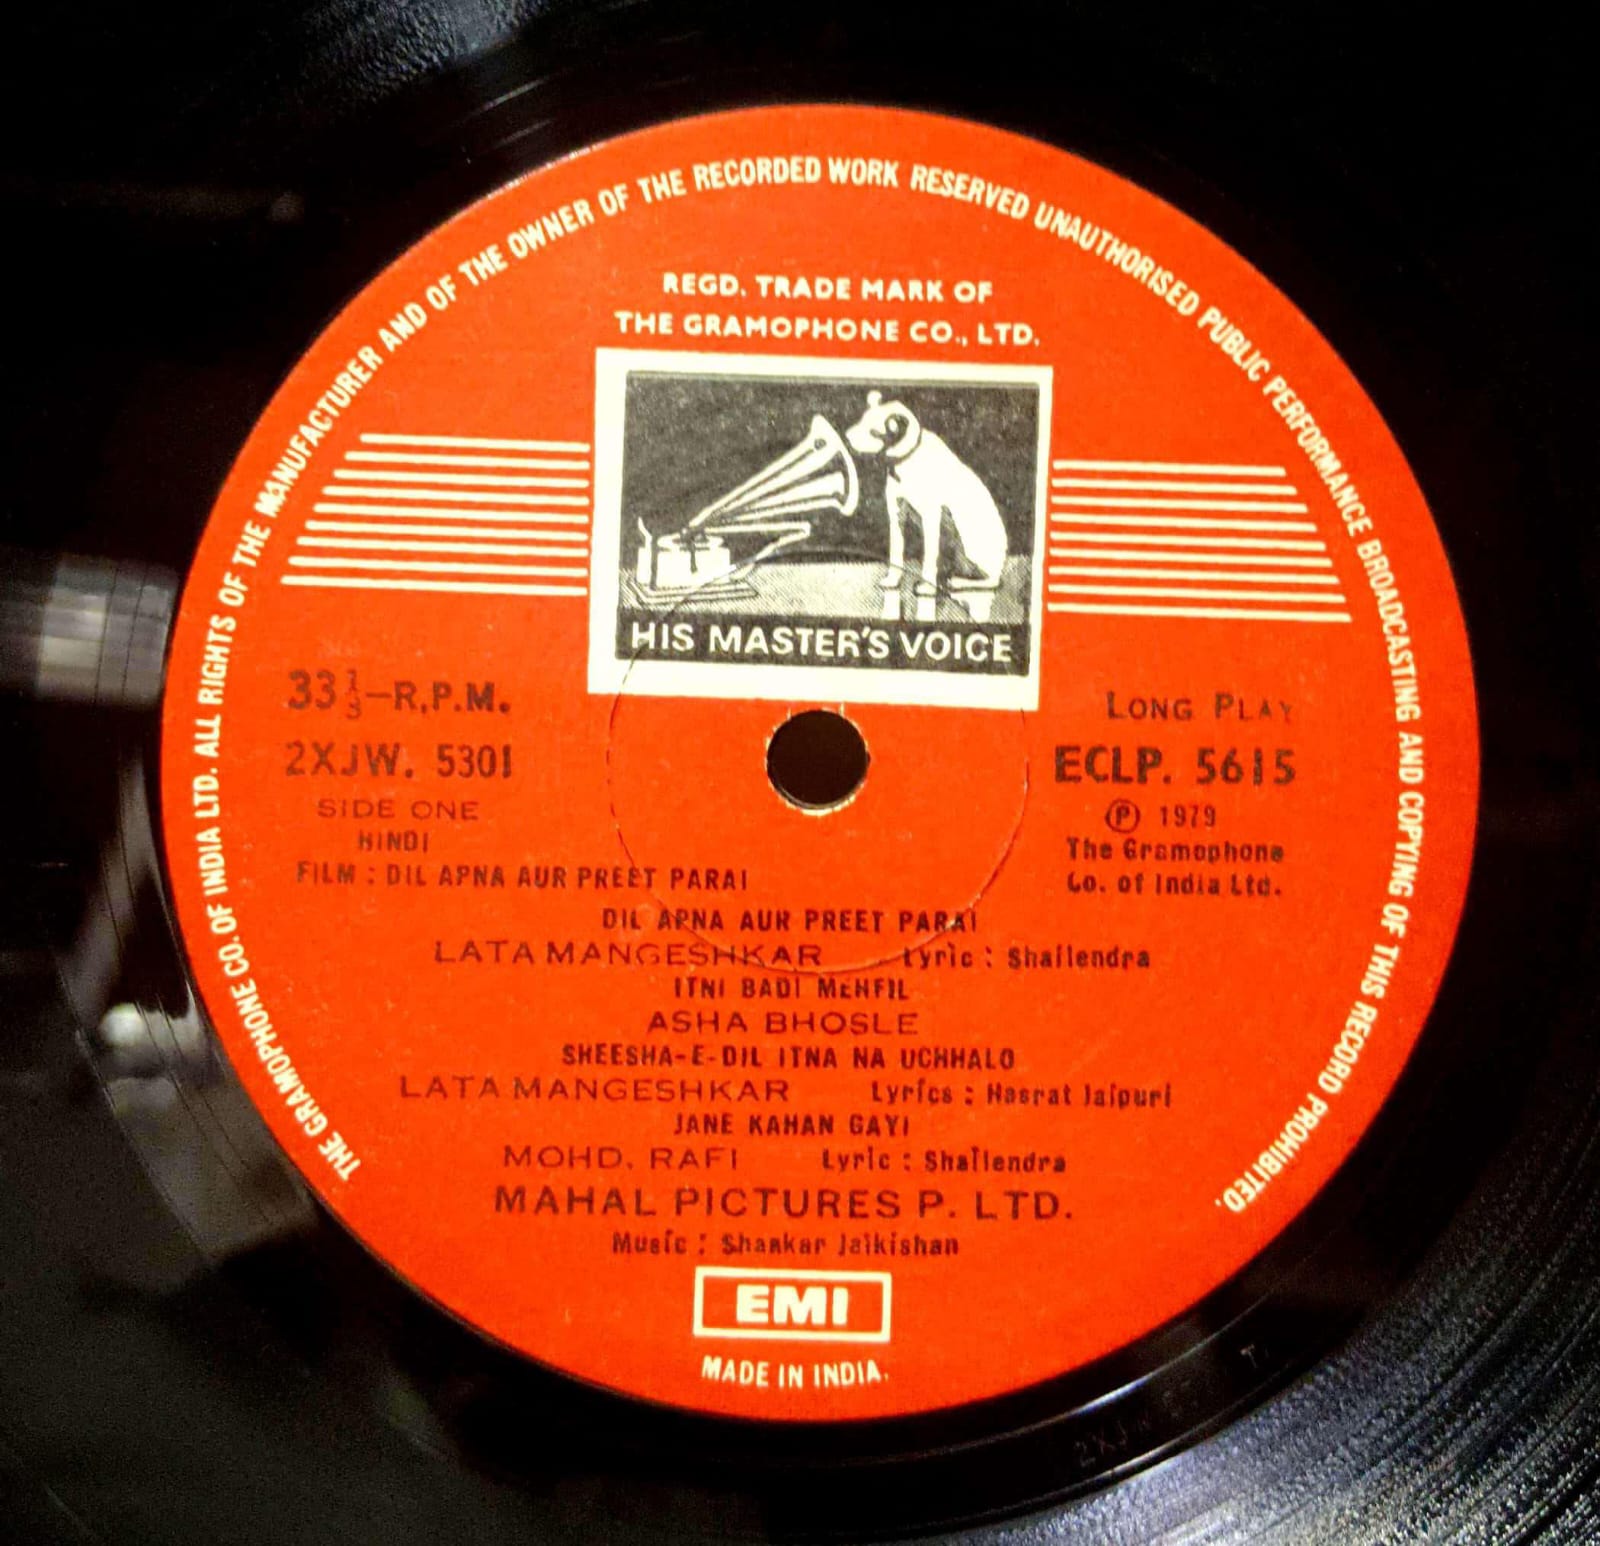 THE GRAMOPHONE CO. OF INDIA LTD. ALL RIGHTS OF THE MANUFACTURER AND OF THE OWNER OF THE RECORDED WORK RESERVED UNAUTHORISED PUBLIC PERFORMANCE BROADCASTING AND COPYING OF THIS RECORD PROHIBITED.
REGD. TRADE MARK OF
THE GRAMOPHONE CO., LTD.
HIS MASTER'S VOICE
33⅓-R.P.M.
2XJW. 5301
SIDE ONE
HINDI
LONG PLAY
ECLP. 5615
Ⓟ 1979
The Gramophone
Co. of India Ltd.
FILM : DIL APNA AUR PREET PARAI
DIL APNA AUR PREET PARAI
LATA MANGESHKAR Lyric : Shailendra
ITNI BADI MEHFIL
ASHA BHOSLE
SHEESHA-E-DIL ITNA NA UCHHALO
LATA MANGESHKAR Lyrics : Hasrat Jaipuri
JANE KAHAN GAYI
MOHD. RAFI Lyric : Shailendra
MAHAL PICTURES P. LTD.
Music : Shankar Jaikishan
EMI
MADE IN INDIA.